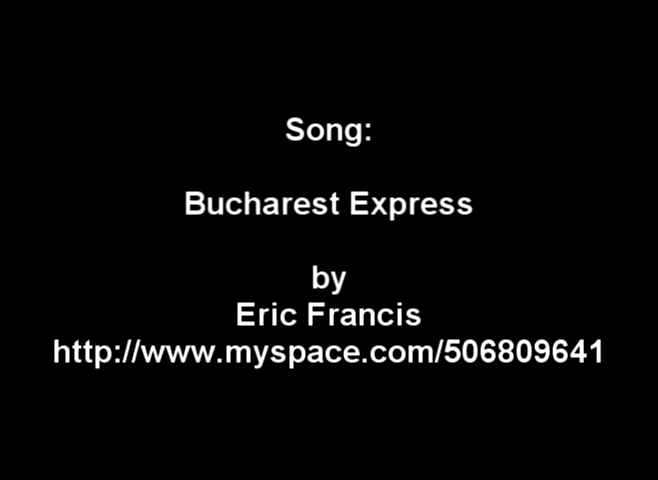 Song:
Bucharest Express
by
Eric Francis
http://www.myspace.com/506809641